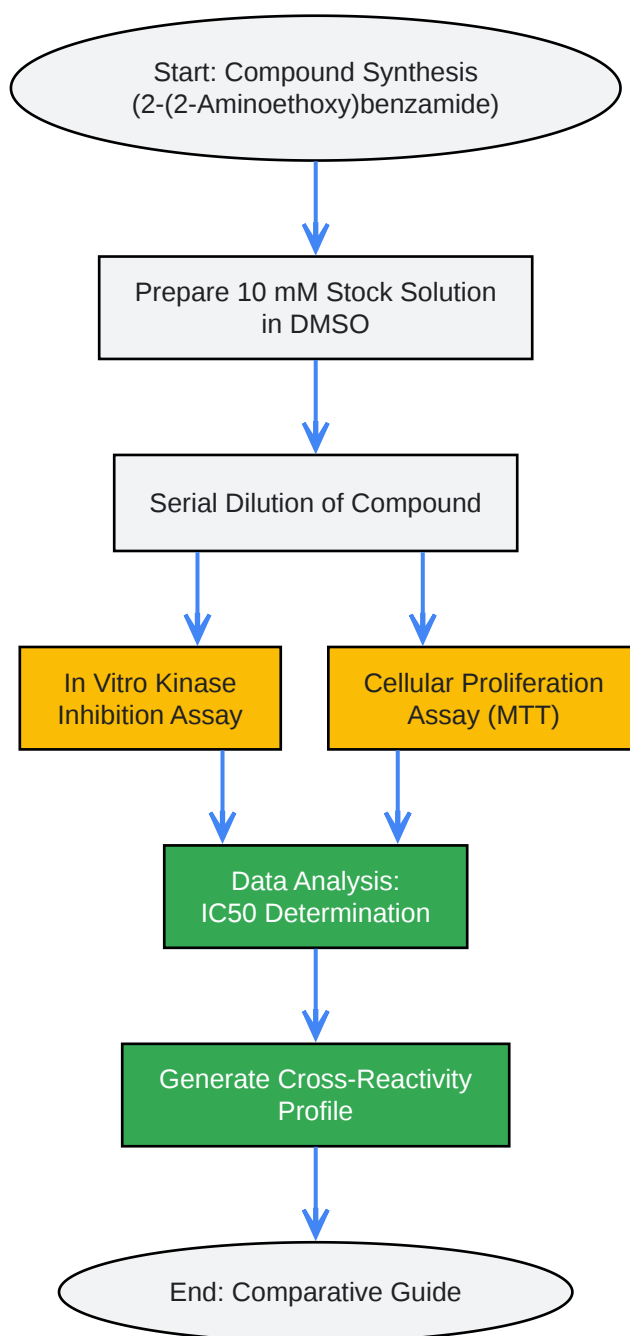 Start: Compound Synthesis
(2-(2-Aminoethoxy)benzamide)
Prepare 10 mM Stock Solution
in DMSO
Serial Dilution of Compound
In Vitro Kinase
Inhibition Assay
Cellular Proliferation
Assay (MTT)
Data Analysis:
IC50 Determination
Generate Cross-Reactivity
Profile
End: Comparative Guide